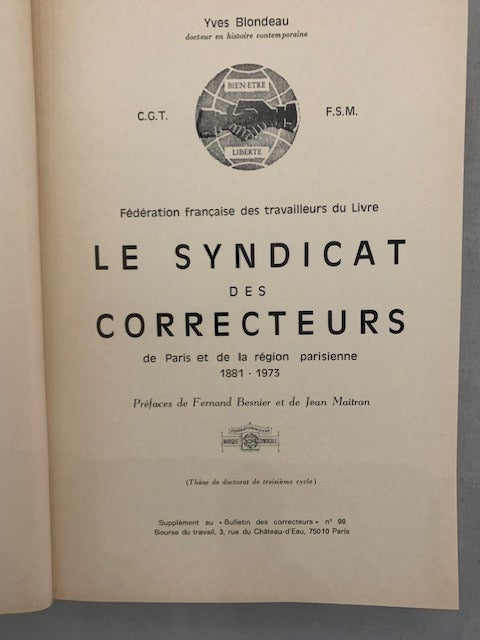 Yves Blondeau
docteur en histoire contemporaine
BIEN-ETRE
C.G.T.
F.S.M.
LIBERTE
Fédération française des travailleurs du Livre
LE SYNDICAT
DES
CORRECTEURS
de Paris et de la région parisienne
1881 - 1973
Préfaces de Fernand Besnier et de Jean Maitron
MARQUE SYNDICALE
(Thèse de doctorat de troisième cycle)
Supplément au « Bulletin des correcteurs » n° 99
Bourse du travail, 3, rue du Château-d'Eau, 75010 Paris